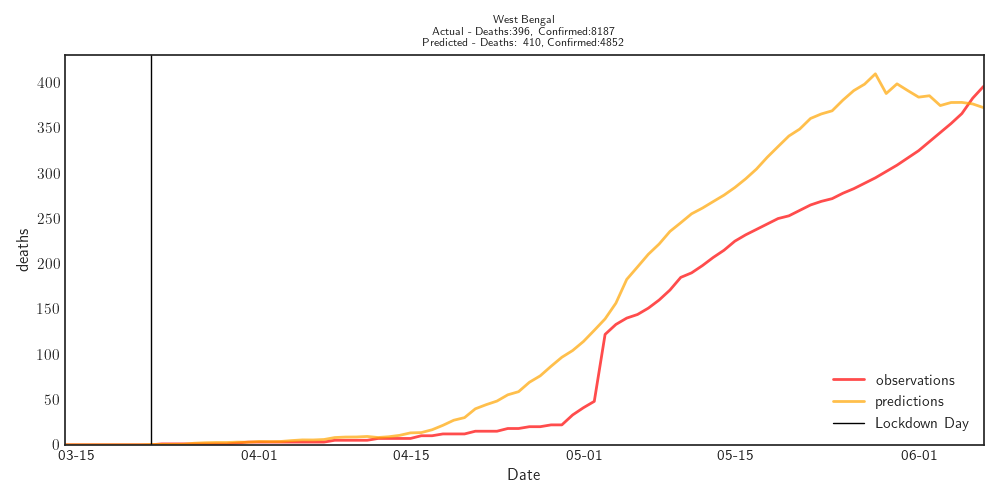 West Bengal
Actual - Deaths:396, Confirmed:8187
Predicted - Deaths: 410, Confirmed:4852
400
350
300
250
200
150
100
50
0
deaths
03-15
04-01
04-15
05-01
05-15
06-01
Date
observations
predictions
Lockdown Day